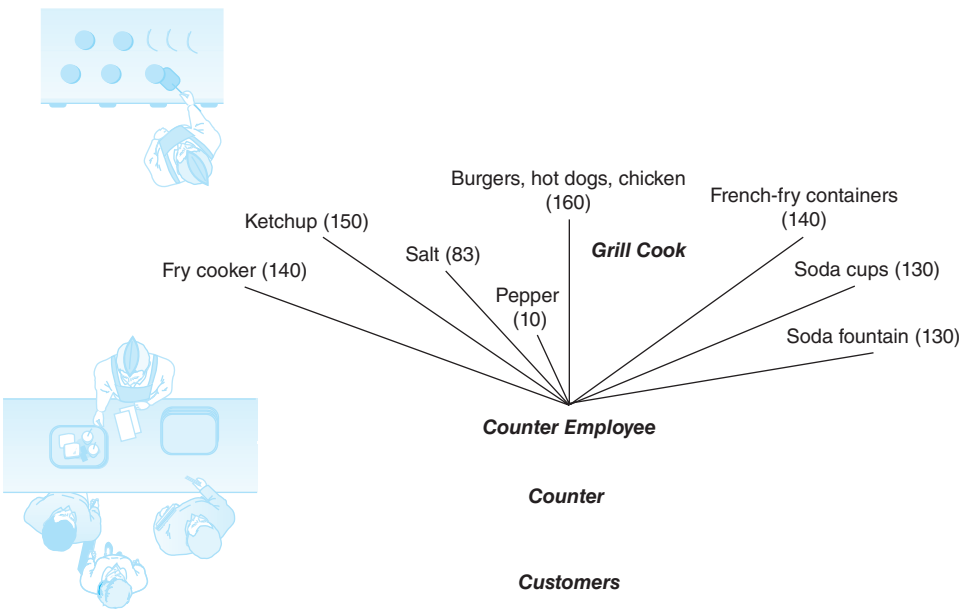 Burgers, hot dogs, chicken
(160)
French-fry containers
(140)
Ketchup (150)
Grill Cook
Salt (83)
Fry cooker (140)
Soda cups (130)
Pepper
(10)
Soda fountain (130)
Counter Employee
Counter
Customers